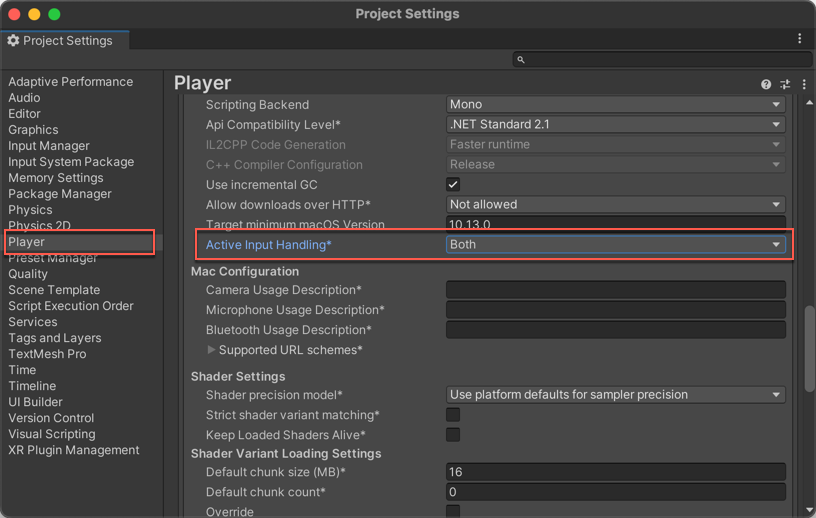 Project Settings
Project Settings
Adaptive Performance
Audio
Editor
Graphics
Input Manager
Input System Package
Memory Settings
Package Manager
Physics
Physics 2D
Player
Preset Manager
Quality
Scene Template
Script Execution Order
Services
Tags and Layers
TextMesh Pro
Time
Timeline
UI Builder
Version Control
Visual Scripting
XR Plugin Management
Player
Scripting Backend Mono
Api Compatibility Level* .NET Standard 2.1
IL2CPP Code Generation Faster runtime
C++ Compiler Configuration Release
Use incremental GC
Allow downloads over HTTP* Not allowed
Target minimum macOS Version 10.13.0
Active Input Handling* Both
Mac Configuration
Camera Usage Description*
Microphone Usage Description*
Bluetooth Usage Description*
Supported URL schemes*
Shader Settings
Shader precision model* Use platform defaults for sampler precision
Strict shader variant matching*
Keep Loaded Shaders Alive*
Shader Variant Loading Settings
Default chunk size (MB)* 16
Default chunk count* 0
Override